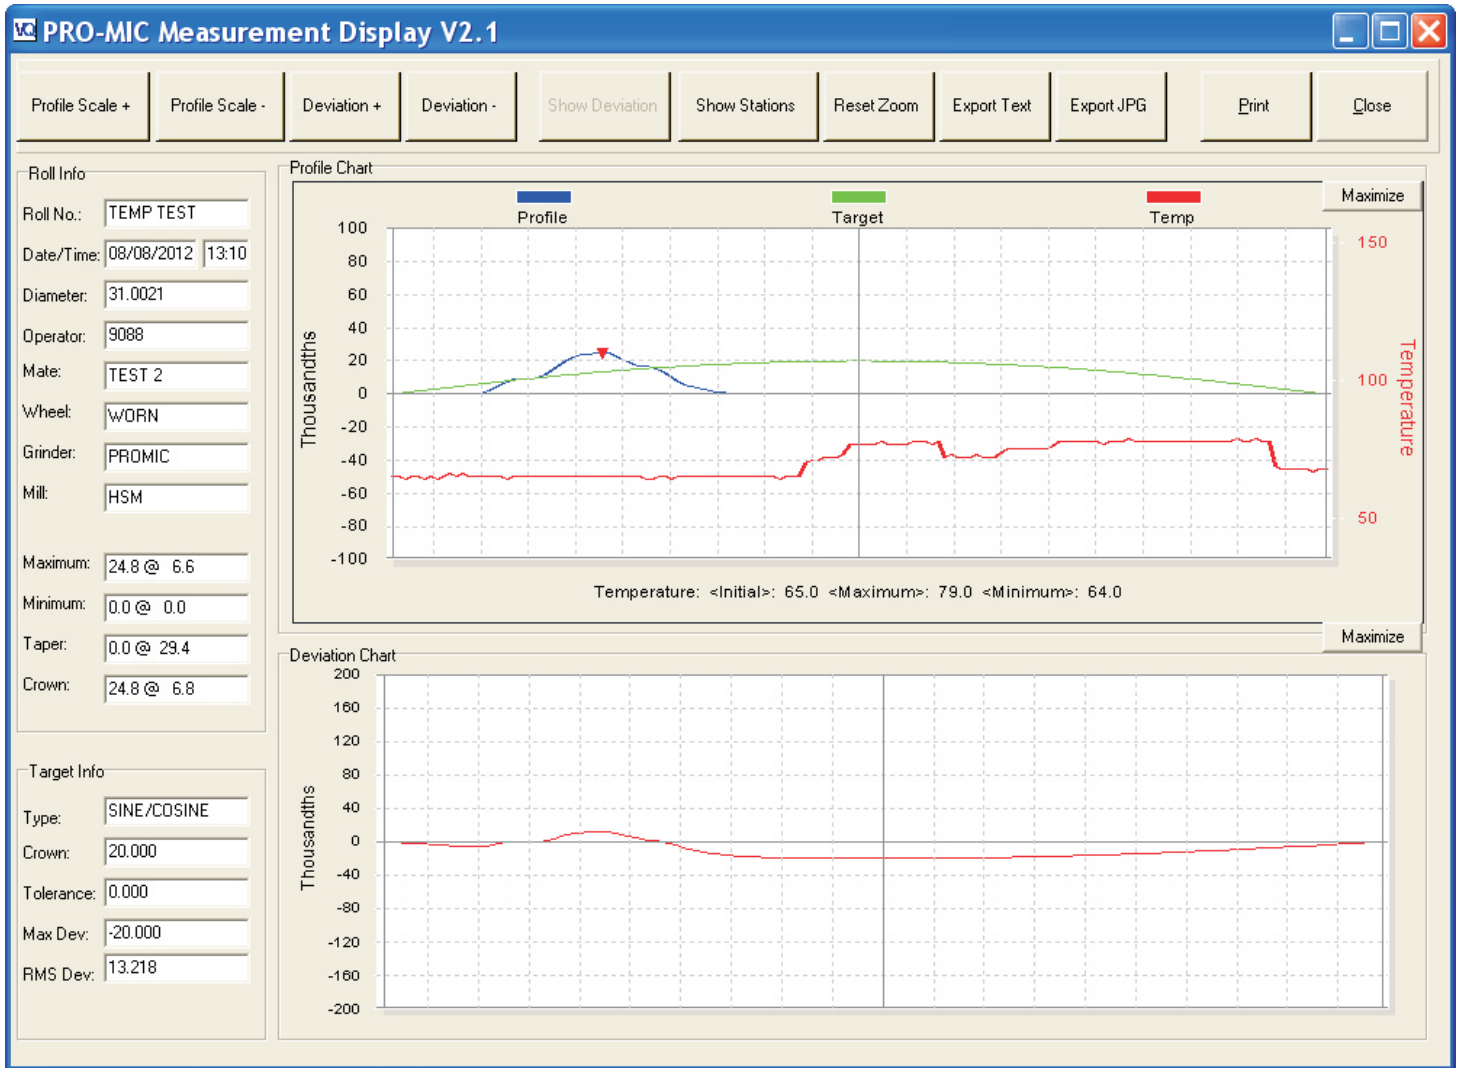 VQ PRO-MIC Measurement Display V2.1
Profile Scale + Profile Scale - Deviation + Deviation - Show Deviation Show Stations Reset Zoom Export Text Export JPG Print Close
Roll Info
Roll No.: TEMP TEST
Date/Time: 08/08/2012 13:10
Diameter: 31.0021
Operator: 9088
Mate: TEST 2
Wheel: WORN
Grinder: PROMIC
Mill: HSM
Maximum: 24.8 @ 6.6
Minimum: 0.0 @ 0.0
Taper: 0.0 @ 29.4
Crown: 24.8 @ 6.8
Target Info
Type: SINE/COSINE
Crown: 20.000
Tolerance: 0.000
Max Dev: -20.000
RMS Dev: 13.218
Profile Chart
Maximize
Profile Target Temp
100
80
60
40
20
0
-20
-40
-60
-80
-100
Thousandths
150
100
50
Temperature
Temperature: <Initial>: 65.0 <Maximum>: 79.0 <Minimum>: 64.0
Maximize
Deviation Chart
200
160
120
80
40
0
-40
-80
-120
-160
-200
Thousandths